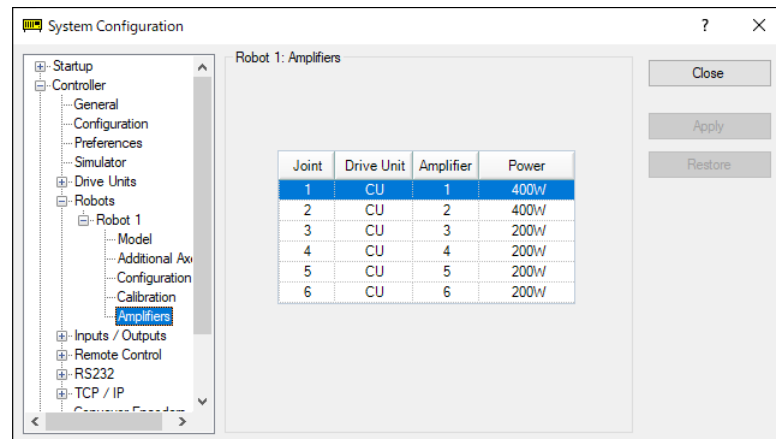 System Configuration
?
Startup
Controller
General
Configuration
Preferences
Simulator
Drive Units
Robots
Robot 1
Model
Additional Axe
Configuration
Calibration
Amplifiers
Inputs / Outputs
Remote Control
RS232
TCP / IP
Robot 1: Amplifiers
Joint Drive Unit Amplifier Power
1 CU 1 400W
2 CU 2 400W
3 CU 3 200W
4 CU 4 200W
5 CU 5 200W
6 CU 6 200W
Close
Apply
Restore